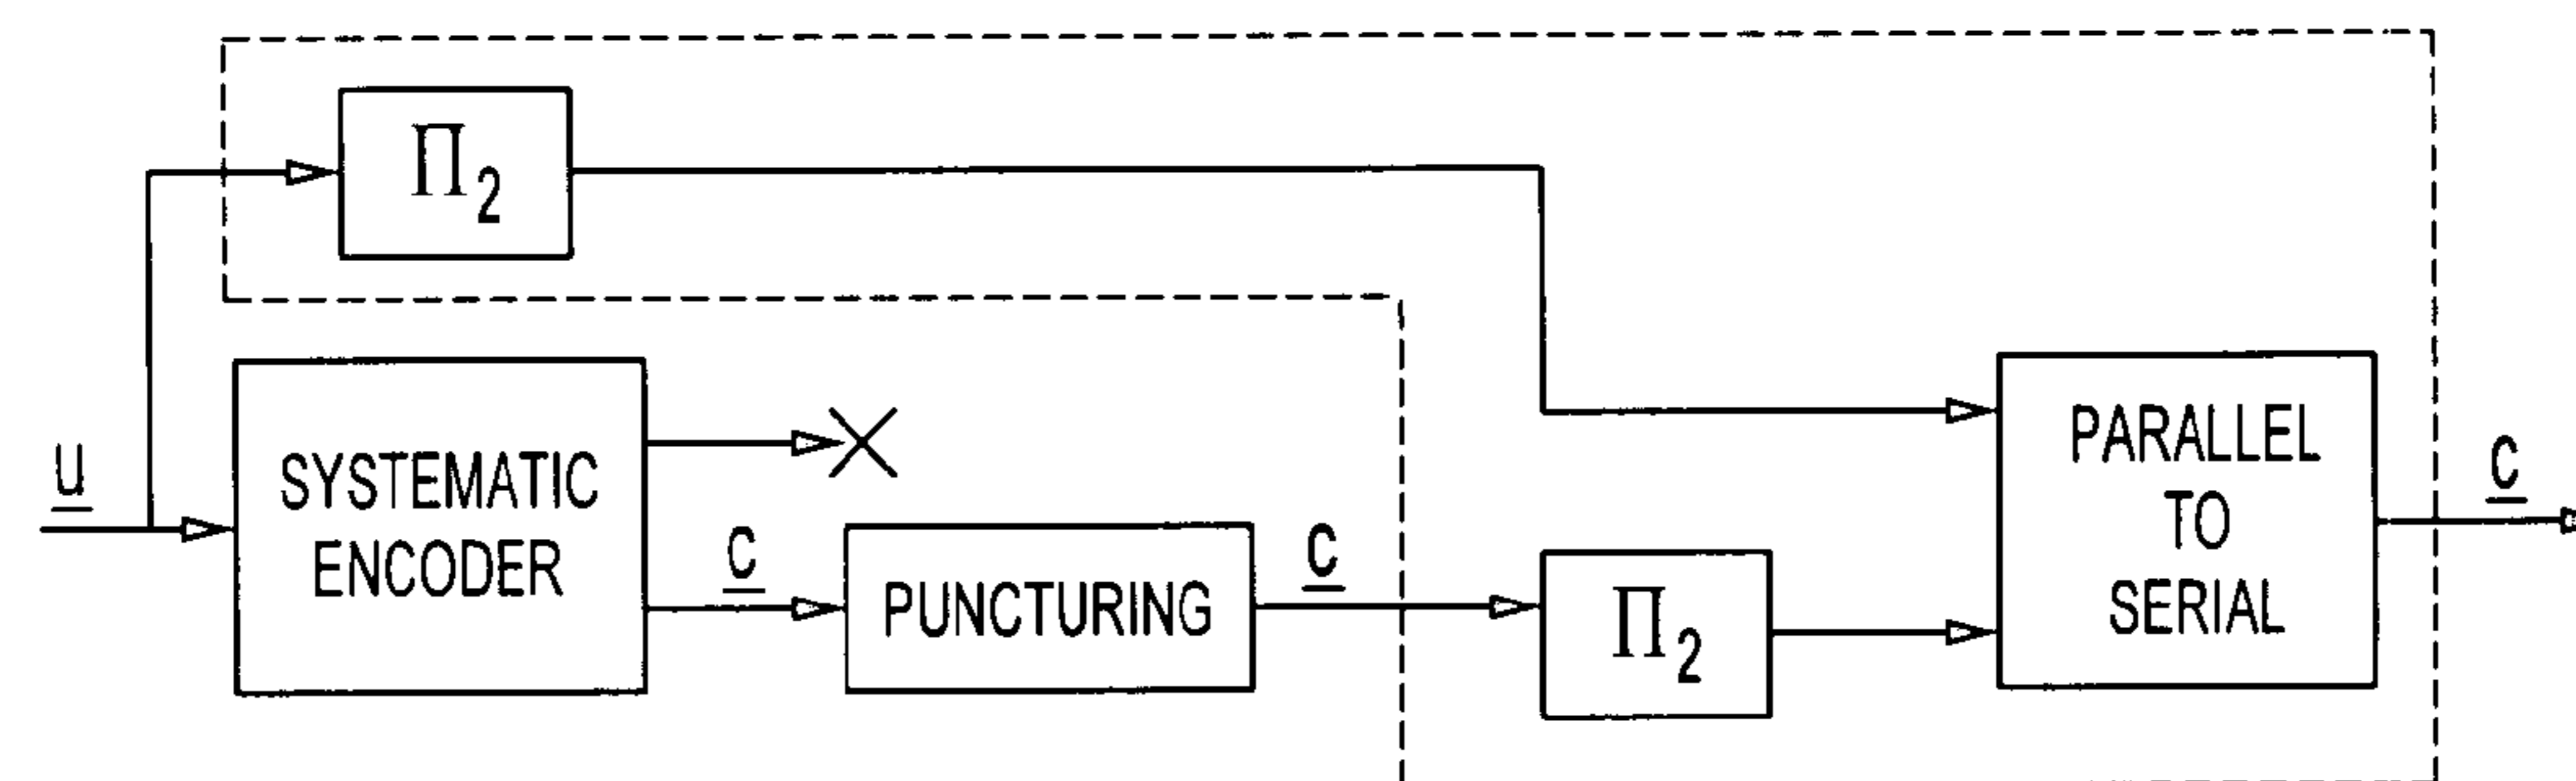 Π2
u
SYSTEMATIC
ENCODER
c
PUNCTURING
c
Π2
PARALLEL
TO
SERIAL
c